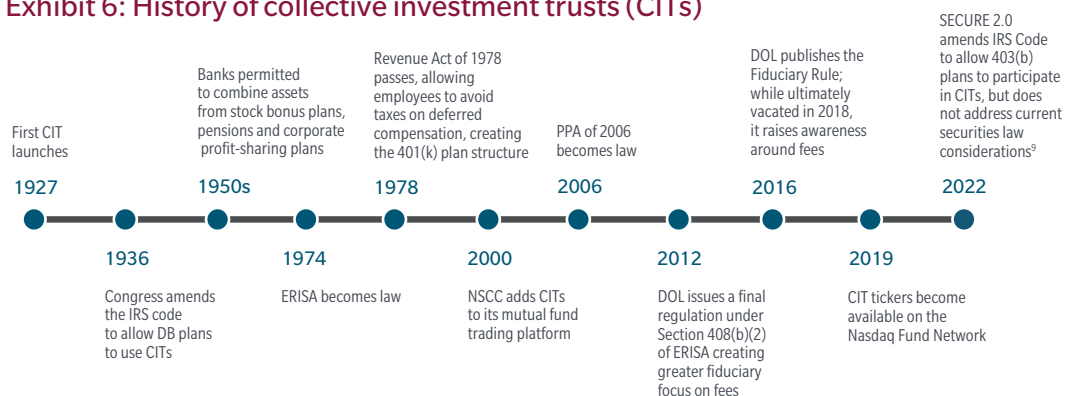 Exhibit 6: History of collective investment trusts (CITs)
First CIT
launches
1927
1936
Congress amends
the IRS code
to allow DB plans
to use CITs
Banks permitted
to combine assets
from stock bonus plans,
pensions and corporate
profit-sharing plans
1950s
1974
ERISA becomes law
Revenue Act of 1978
passes, allowing
employees to avoid
taxes on deferred
compensation, creating
the 401(k) plan structure
1978
2000
NSCC adds CITs
to its mutual fund
trading platform
PPA of 2006
becomes law
2006
2012
DOL issues a final
regulation under
Section 408(b)(2)
of ERISA creating
greater fiduciary
focus on fees
DOL publishes the
Fiduciary Rule;
while ultimately
vacated in 2018,
it raises awareness
around fees
2016
2019
CIT tickers become
available on the
Nasdaq Fund Network
SECURE 2.0
amends IRS Code
to allow 403(b)
plans to participate
in CITs, but does
not address current
securities law
considerations⁹
2022